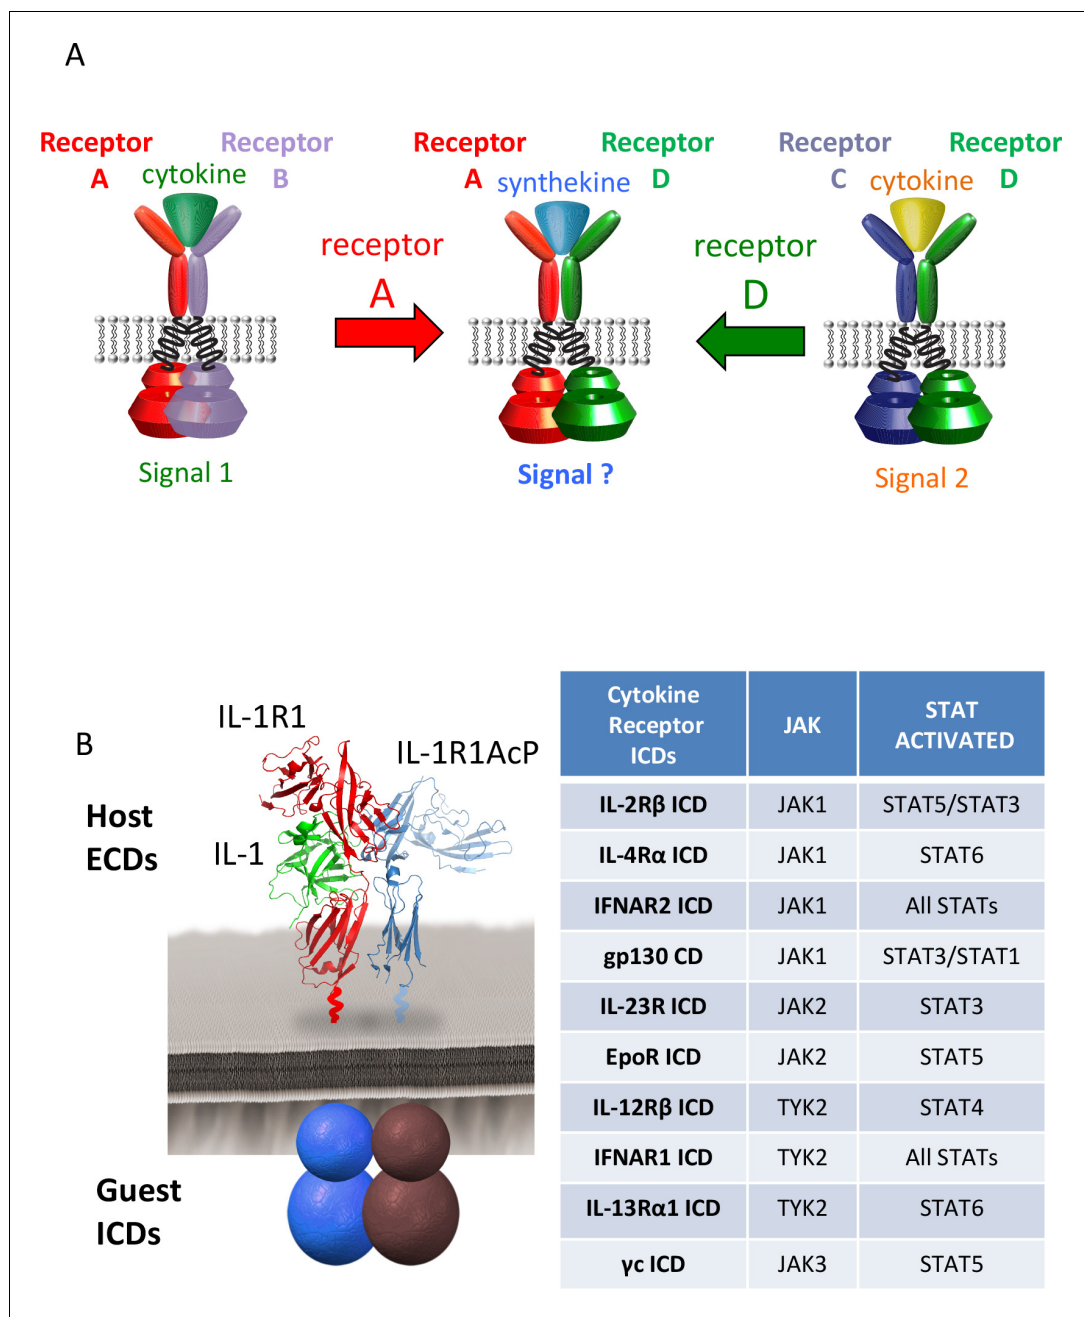 A
Receptor A
Receptor B
cytokine
Signal 1
receptor A
Receptor A
Receptor D
synthekine
Signal ?
receptor D
Receptor C
Receptor D
cytokine
Signal 2
B
IL-1R1
IL-1R1AcP
Host
ECDs
IL-1
Guest
ICDs
Cytokine Receptor ICDs JAK STAT ACTIVATED
IL-2Rβ ICD JAK1 STAT5/STAT3
IL-4Rα ICD JAK1 STAT6
IFNAR2 ICD JAK1 All STATs
gp130 CD JAK1 STAT3/STAT1
IL-23R ICD JAK2 STAT3
EpoR ICD JAK2 STAT5
IL-12Rβ ICD TYK2 STAT4
IFNAR1 ICD TYK2 All STATs
IL-13Rα1 ICD TYK2 STAT6
γc ICD JAK3 STAT5